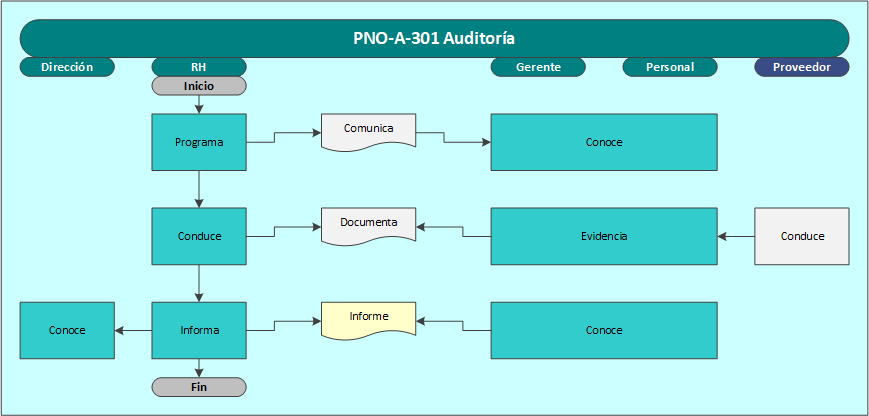 PNO-A-301 Auditoría
Dirección
RH
Gerente
Personal
Proveedor
Inicio
Programa
Comunica
Conoce
Conduce
Documenta
Evidencia
Conduce
Conoce
Informa
Informe
Conoce
Fin